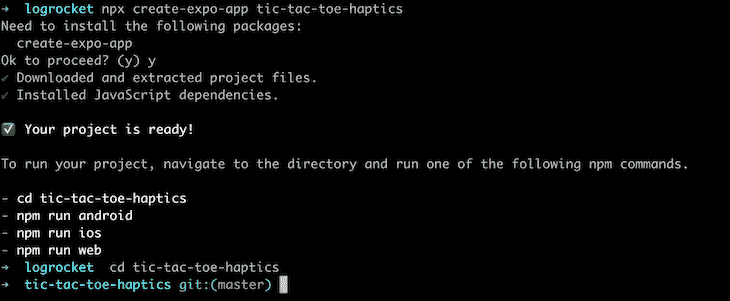 ➜ logrocket npx create-expo-app tic-tac-toe-haptics
Need to install the following packages:
create-expo-app
Ok to proceed? (y) y
✔ Downloaded and extracted project files.
✔ Installed JavaScript dependencies.
✅ Your project is ready!
To run your project, navigate to the directory and run one of the following npm commands.
- cd tic-tac-toe-haptics
- npm run android
- npm run ios
- npm run web
➜ logrocket cd tic-tac-toe-haptics
➜ tic-tac-toe-haptics git:(master)